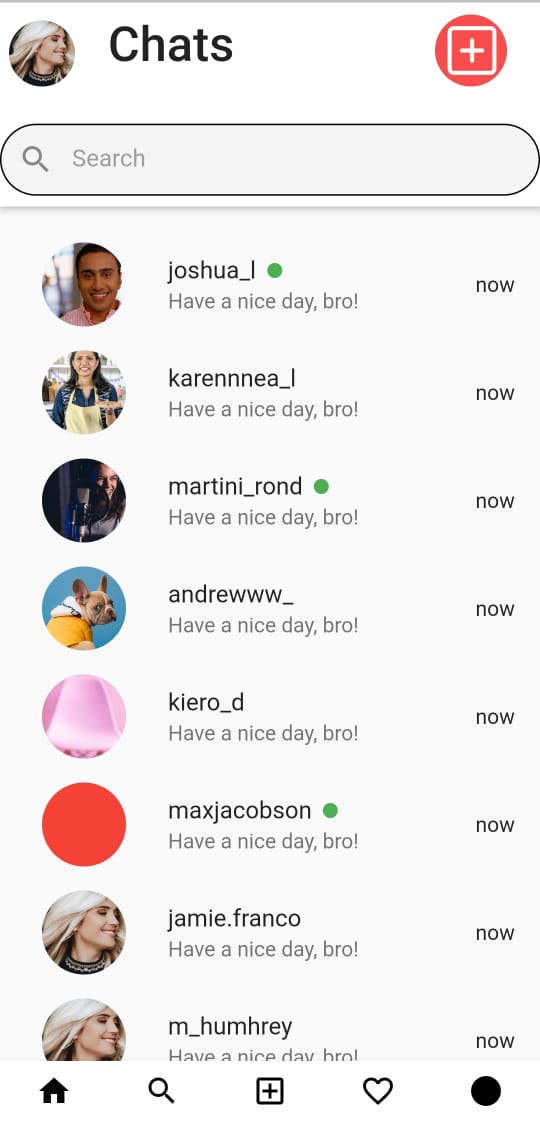 Chats
Search
joshua_l
Have a nice day, bro!
now
karennnea_l
Have a nice day, bro!
now
martini_rond
Have a nice day, bro!
now
andrewww_
Have a nice day, bro!
now
kiero_d
Have a nice day, bro!
now
maxjacobson
Have a nice day, bro!
now
jamie.franco
Have a nice day, bro!
now
m_humhrey
Have a nice day, bro!
now